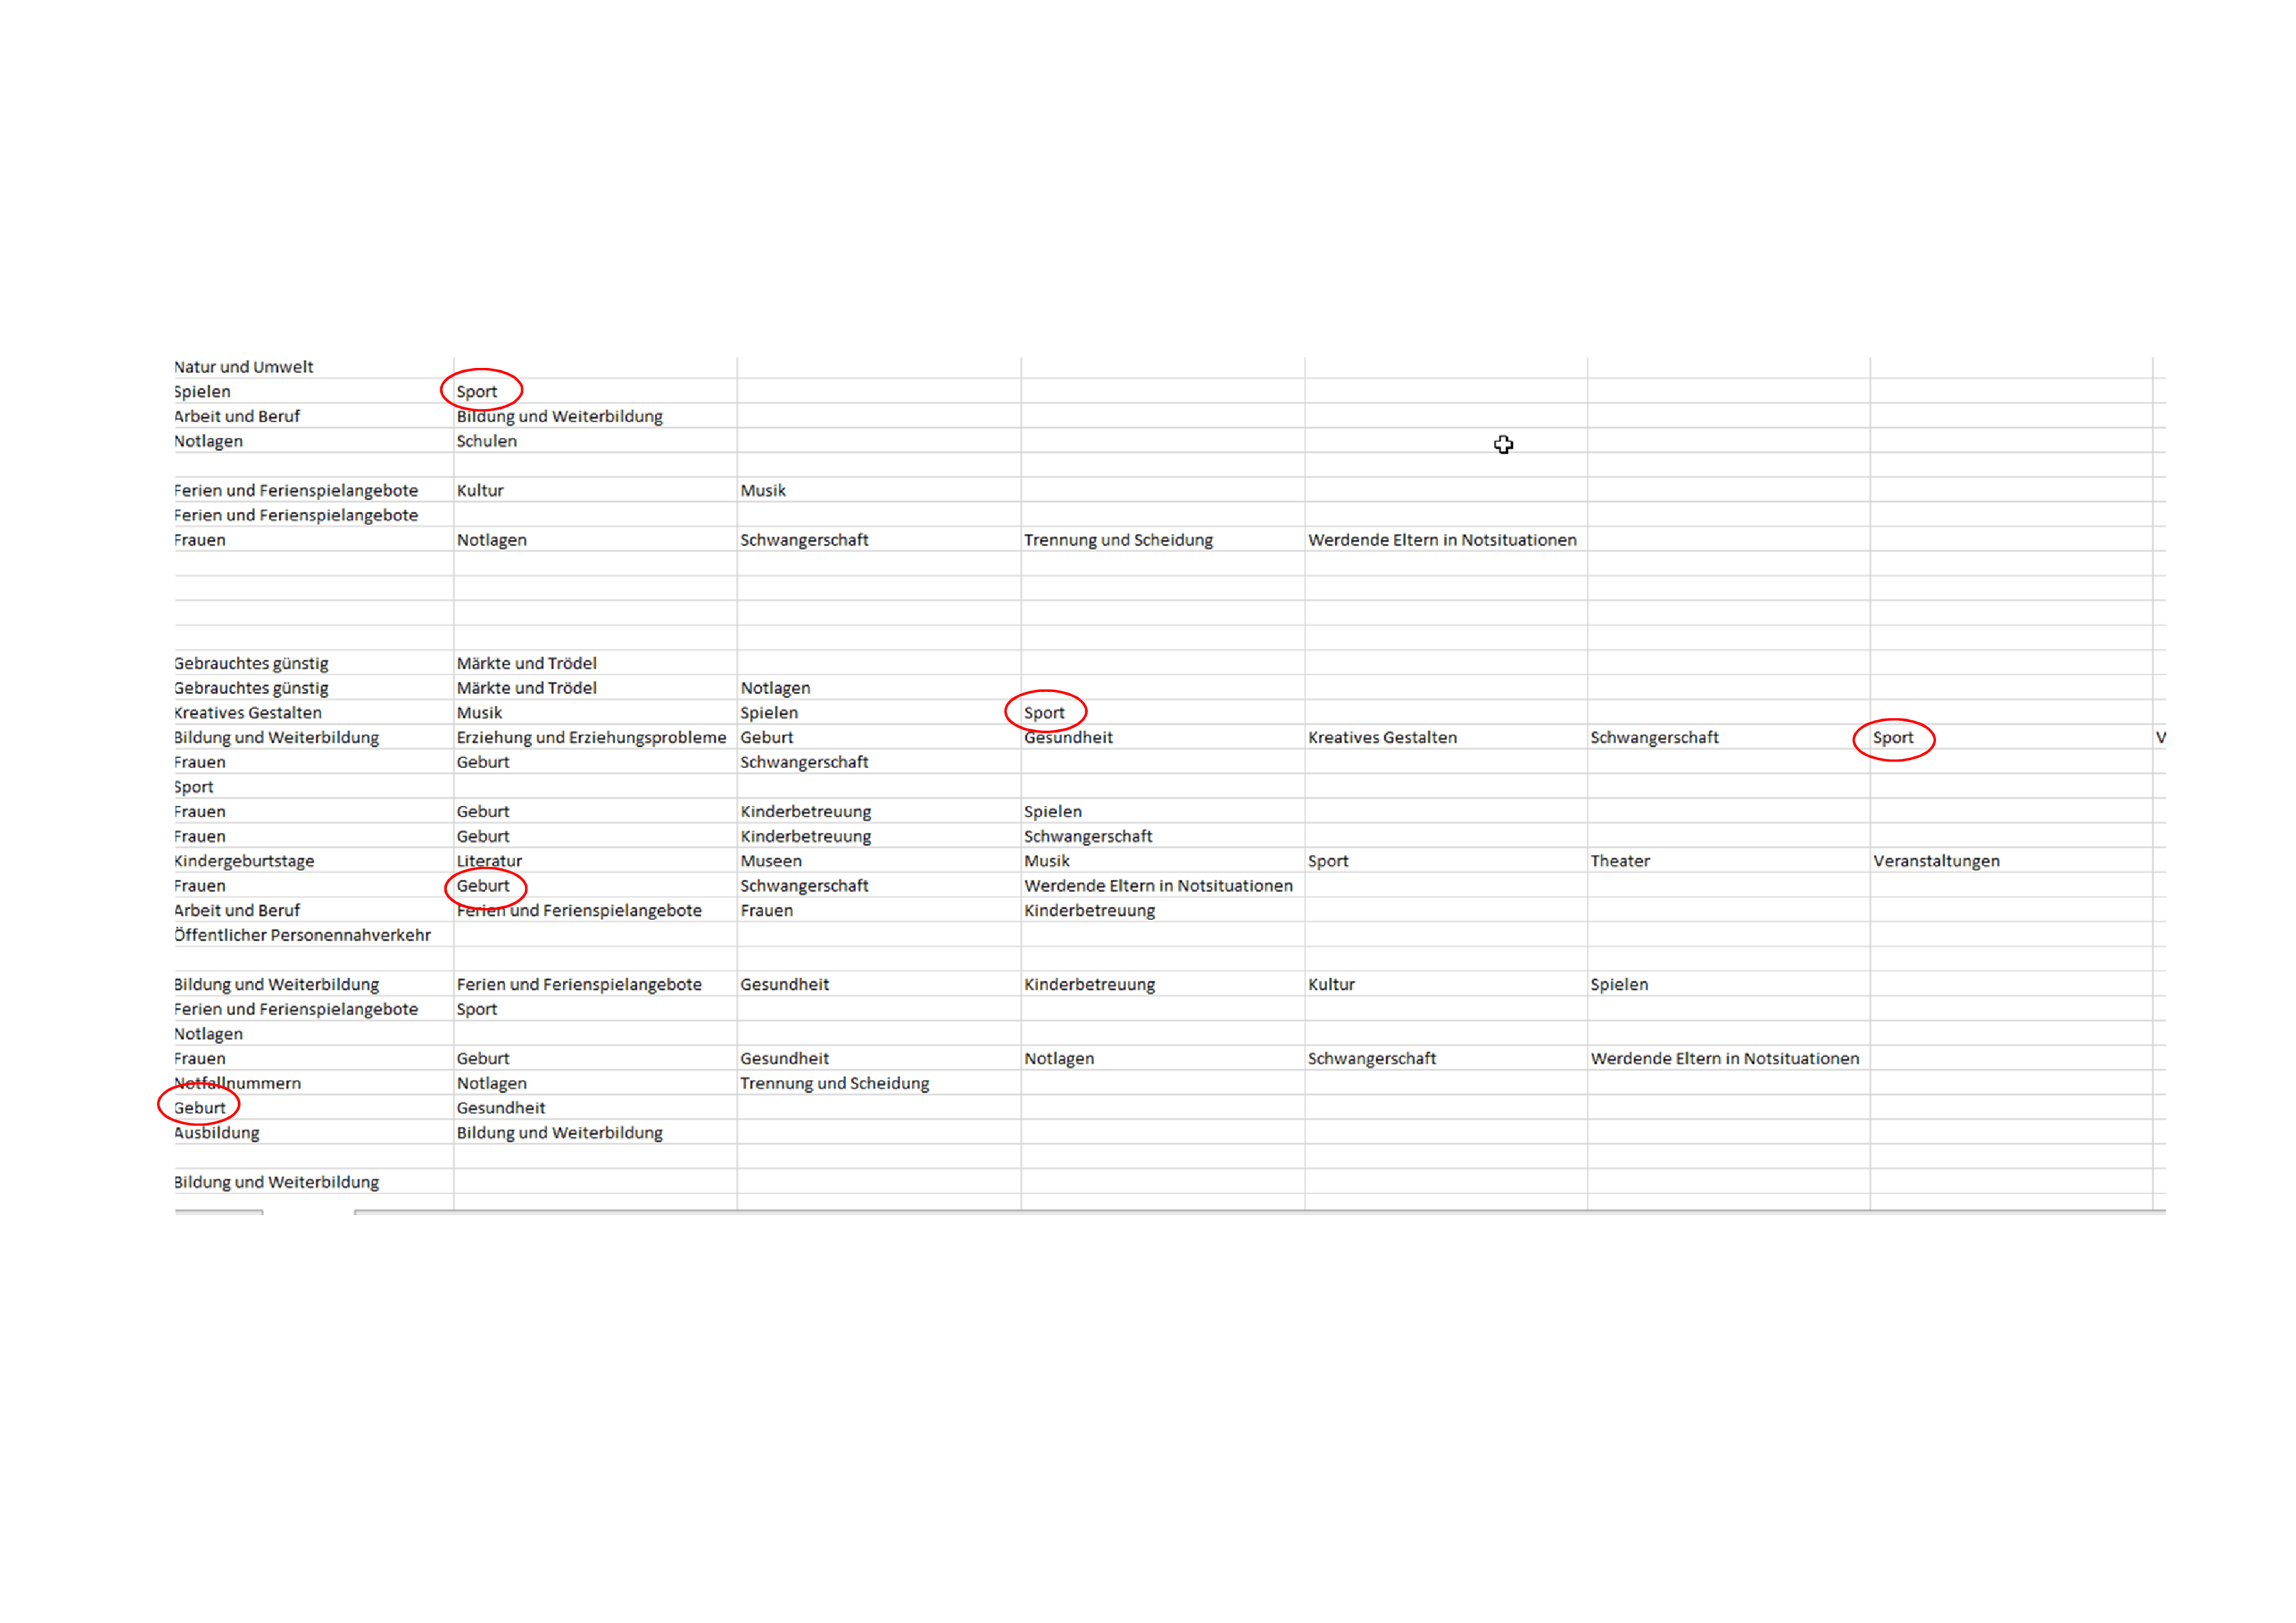 Natur und Umwelt
Spielen Sport
Arbeit und Beruf Bildung und Weiterbildung
Notlagen Schulen
Ferien und Ferienspielangebote Kultur Musik
Ferien und Ferienspielangebote
Frauen Notlagen Schwangerschaft Trennung und Scheidung Werdende Eltern in Notsituationen
Gebrauchtes günstig Märkte und Trödel
Gebrauchtes günstig Märkte und Trödel Notlagen
Kreatives Gestalten Musik Spielen Sport
Bildung und Weiterbildung Erziehung und Erziehungsprobleme Geburt Gesundheit Kreatives Gestalten Schwangerschaft Sport V
Frauen Geburt Schwangerschaft
Sport
Frauen Geburt Kinderbetreuung Spielen
Frauen Geburt Kinderbetreuung Schwangerschaft
Kindergeburtstage Literatur Museen Musik Sport Theater Veranstaltungen
Frauen Geburt Schwangerschaft Werdende Eltern in Notsituationen
Arbeit und Beruf Ferien und Ferienspielangebote Frauen Kinderbetreuung
Öffentlicher Personennahverkehr
Bildung und Weiterbildung Ferien und Ferienspielangebote Gesundheit Kinderbetreuung Kultur Spielen
Ferien und Ferienspielangebote Sport
Notlagen
Frauen Geburt Gesundheit Notlagen Schwangerschaft Werdende Eltern in Notsituationen
Notfallnummern Notlagen Trennung und Scheidung
Geburt Gesundheit
Ausbildung Bildung und Weiterbildung
Bildung und Weiterbildung